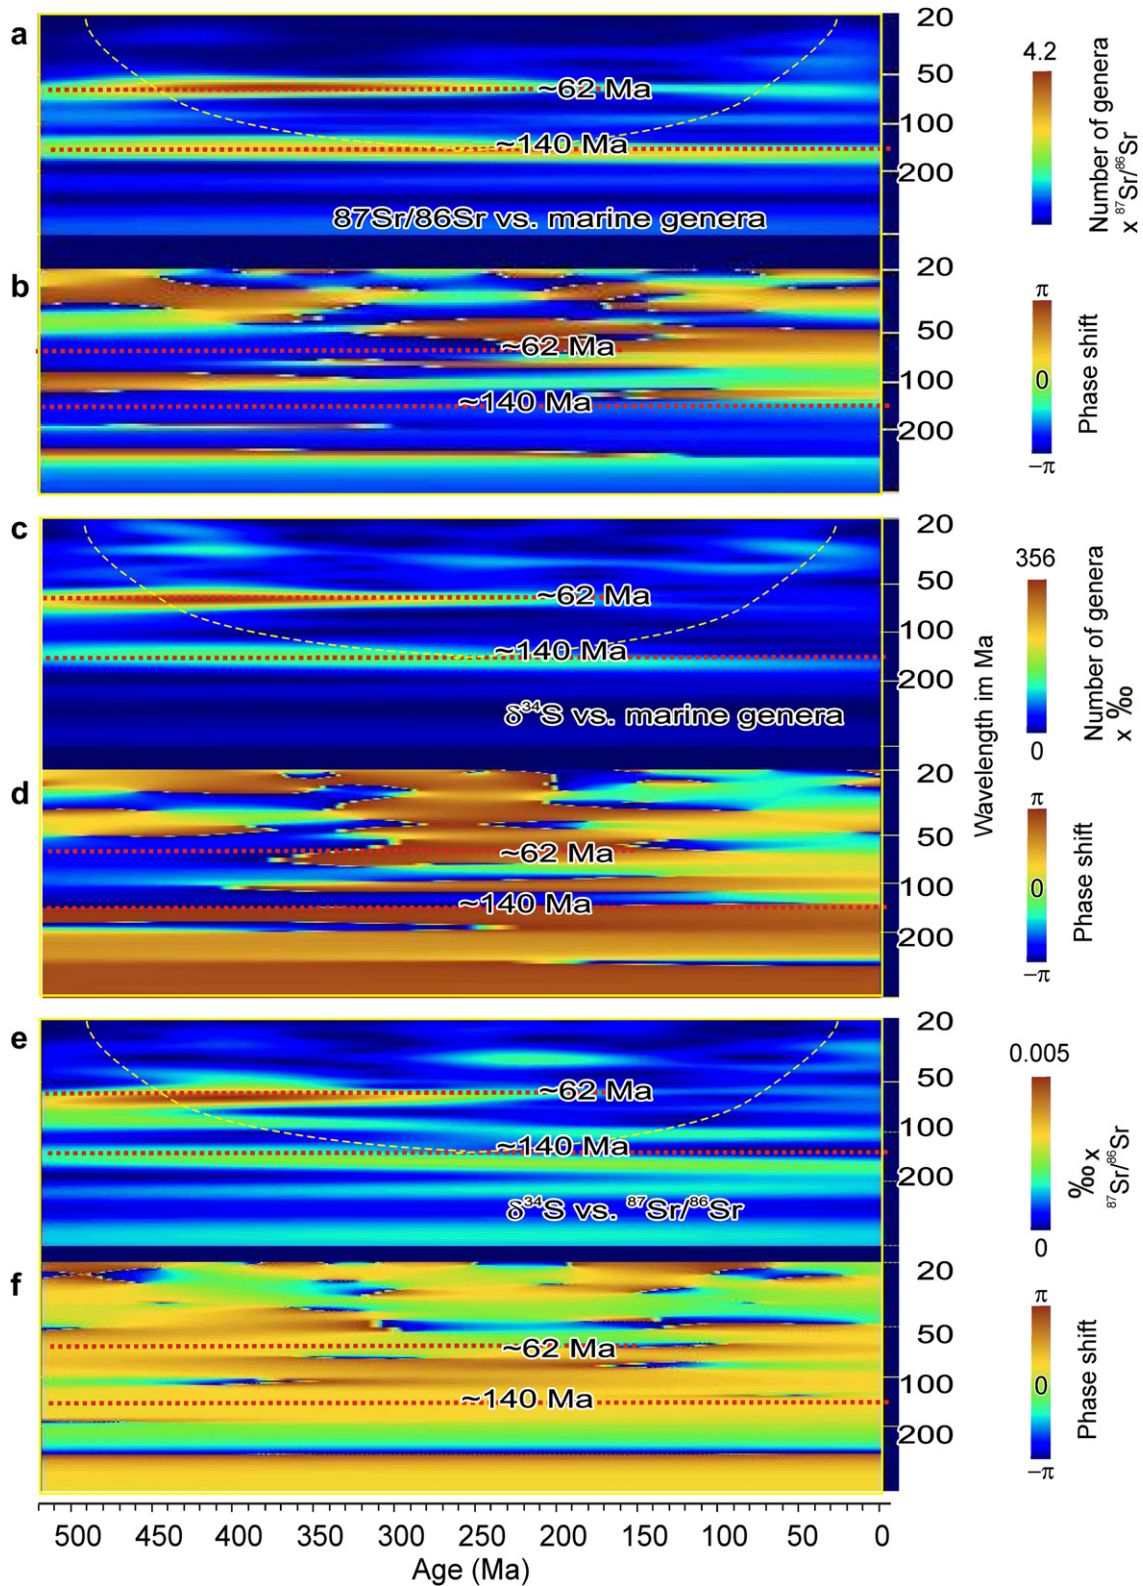 a
20
50
~62 Ma
100
~140 Ma
200
87Sr/86Sr vs. marine genera
4.2
Number of genera
x ⁸⁷Sr/⁸⁶Sr
b
20
50
~62 Ma
100
~140 Ma
200
π
0
−π
Phase shift
c
20
50
~62 Ma
100
~140 Ma
200
δ³⁴S vs. marine genera
356
0
Number of genera
x ‰
Wavelength im Ma
d
20
50
~62 Ma
100
~140 Ma
200
π
0
−π
Phase shift
e
20
50
~62 Ma
100
~140 Ma
200
δ³⁴S vs. ⁸⁷Sr/⁸⁶Sr
0.005
0
‰ x
⁸⁷Sr/⁸⁶Sr
f
20
50
~62 Ma
100
~140 Ma
200
π
0
−π
Phase shift
500 450 400 350 300 250 200 150 100 50 0
Age (Ma)